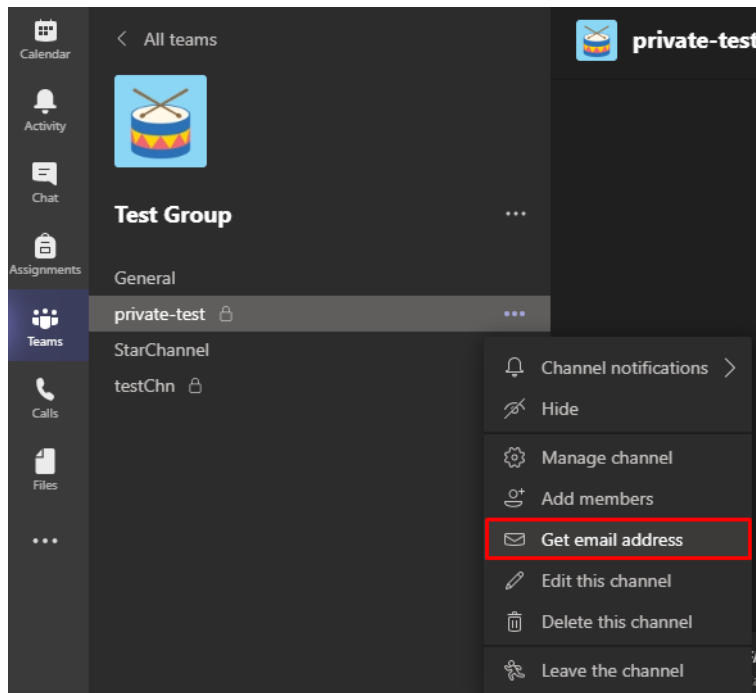 Calendar
Activity
Chat
Assignments
Teams
Calls
Files
All teams
Test Group
General
private-test
StarChannel
testChn
private-test
Channel notifications
Hide
Manage channel
Add members
Get email address
Edit this channel
Delete this channel
Leave the channel